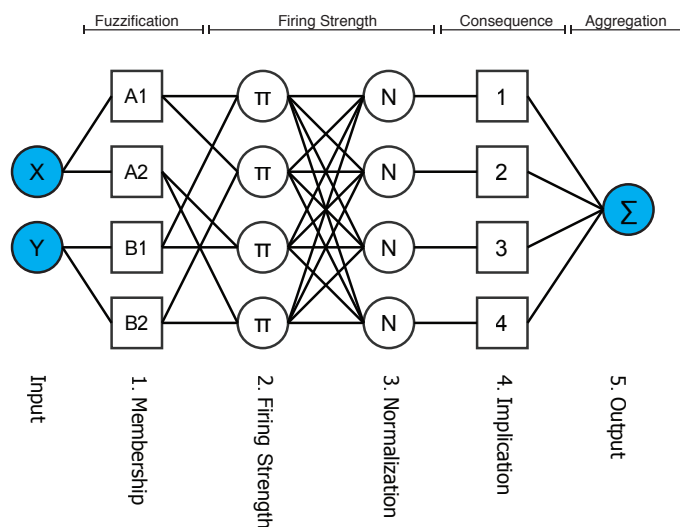 Fuzzification Firing Strength Consequence Aggregation
A1 π N 1
X A2 π N 2 Σ
Y B1 π N 3
B2 π N 4
Input
1. Membership
2. Firing Strength
3. Normalization
4. Implication
5. Output